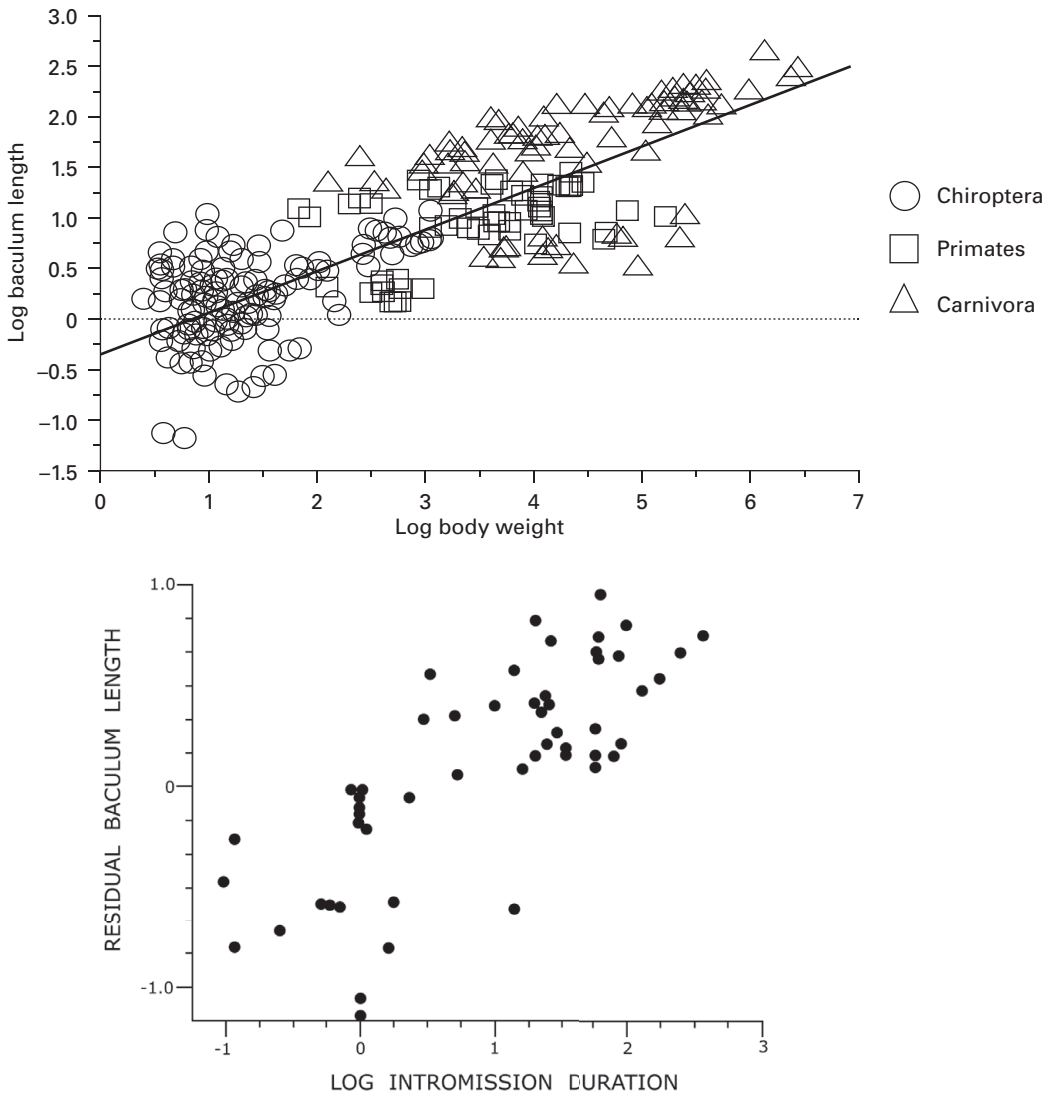 3.0
2.5
2.0
1.5
1.0
0.5
0
−0.5
−1.0
−1.5
Log baculum length
0 1 2 3 4 5 6 7
Log body weight
Chiroptera
Primates
Carnivora
1.0
0
-1.0
RESIDUAL BACULUM LENGTH
-1 0 1 2 3
LOG INTROMISSION DURATION